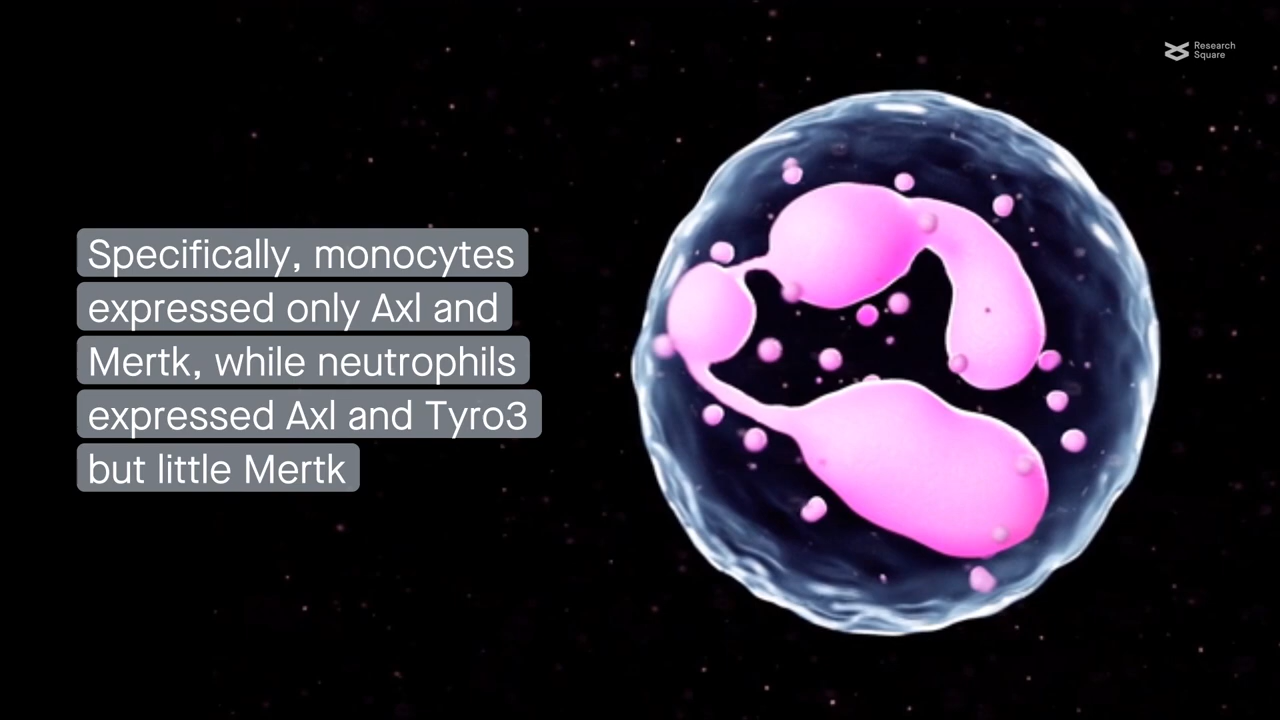 Research
Square
Specifically, monocytes
expressed only Axl and
Mertk, while neutrophils
expressed Axl and Tyro3
but little Mertk